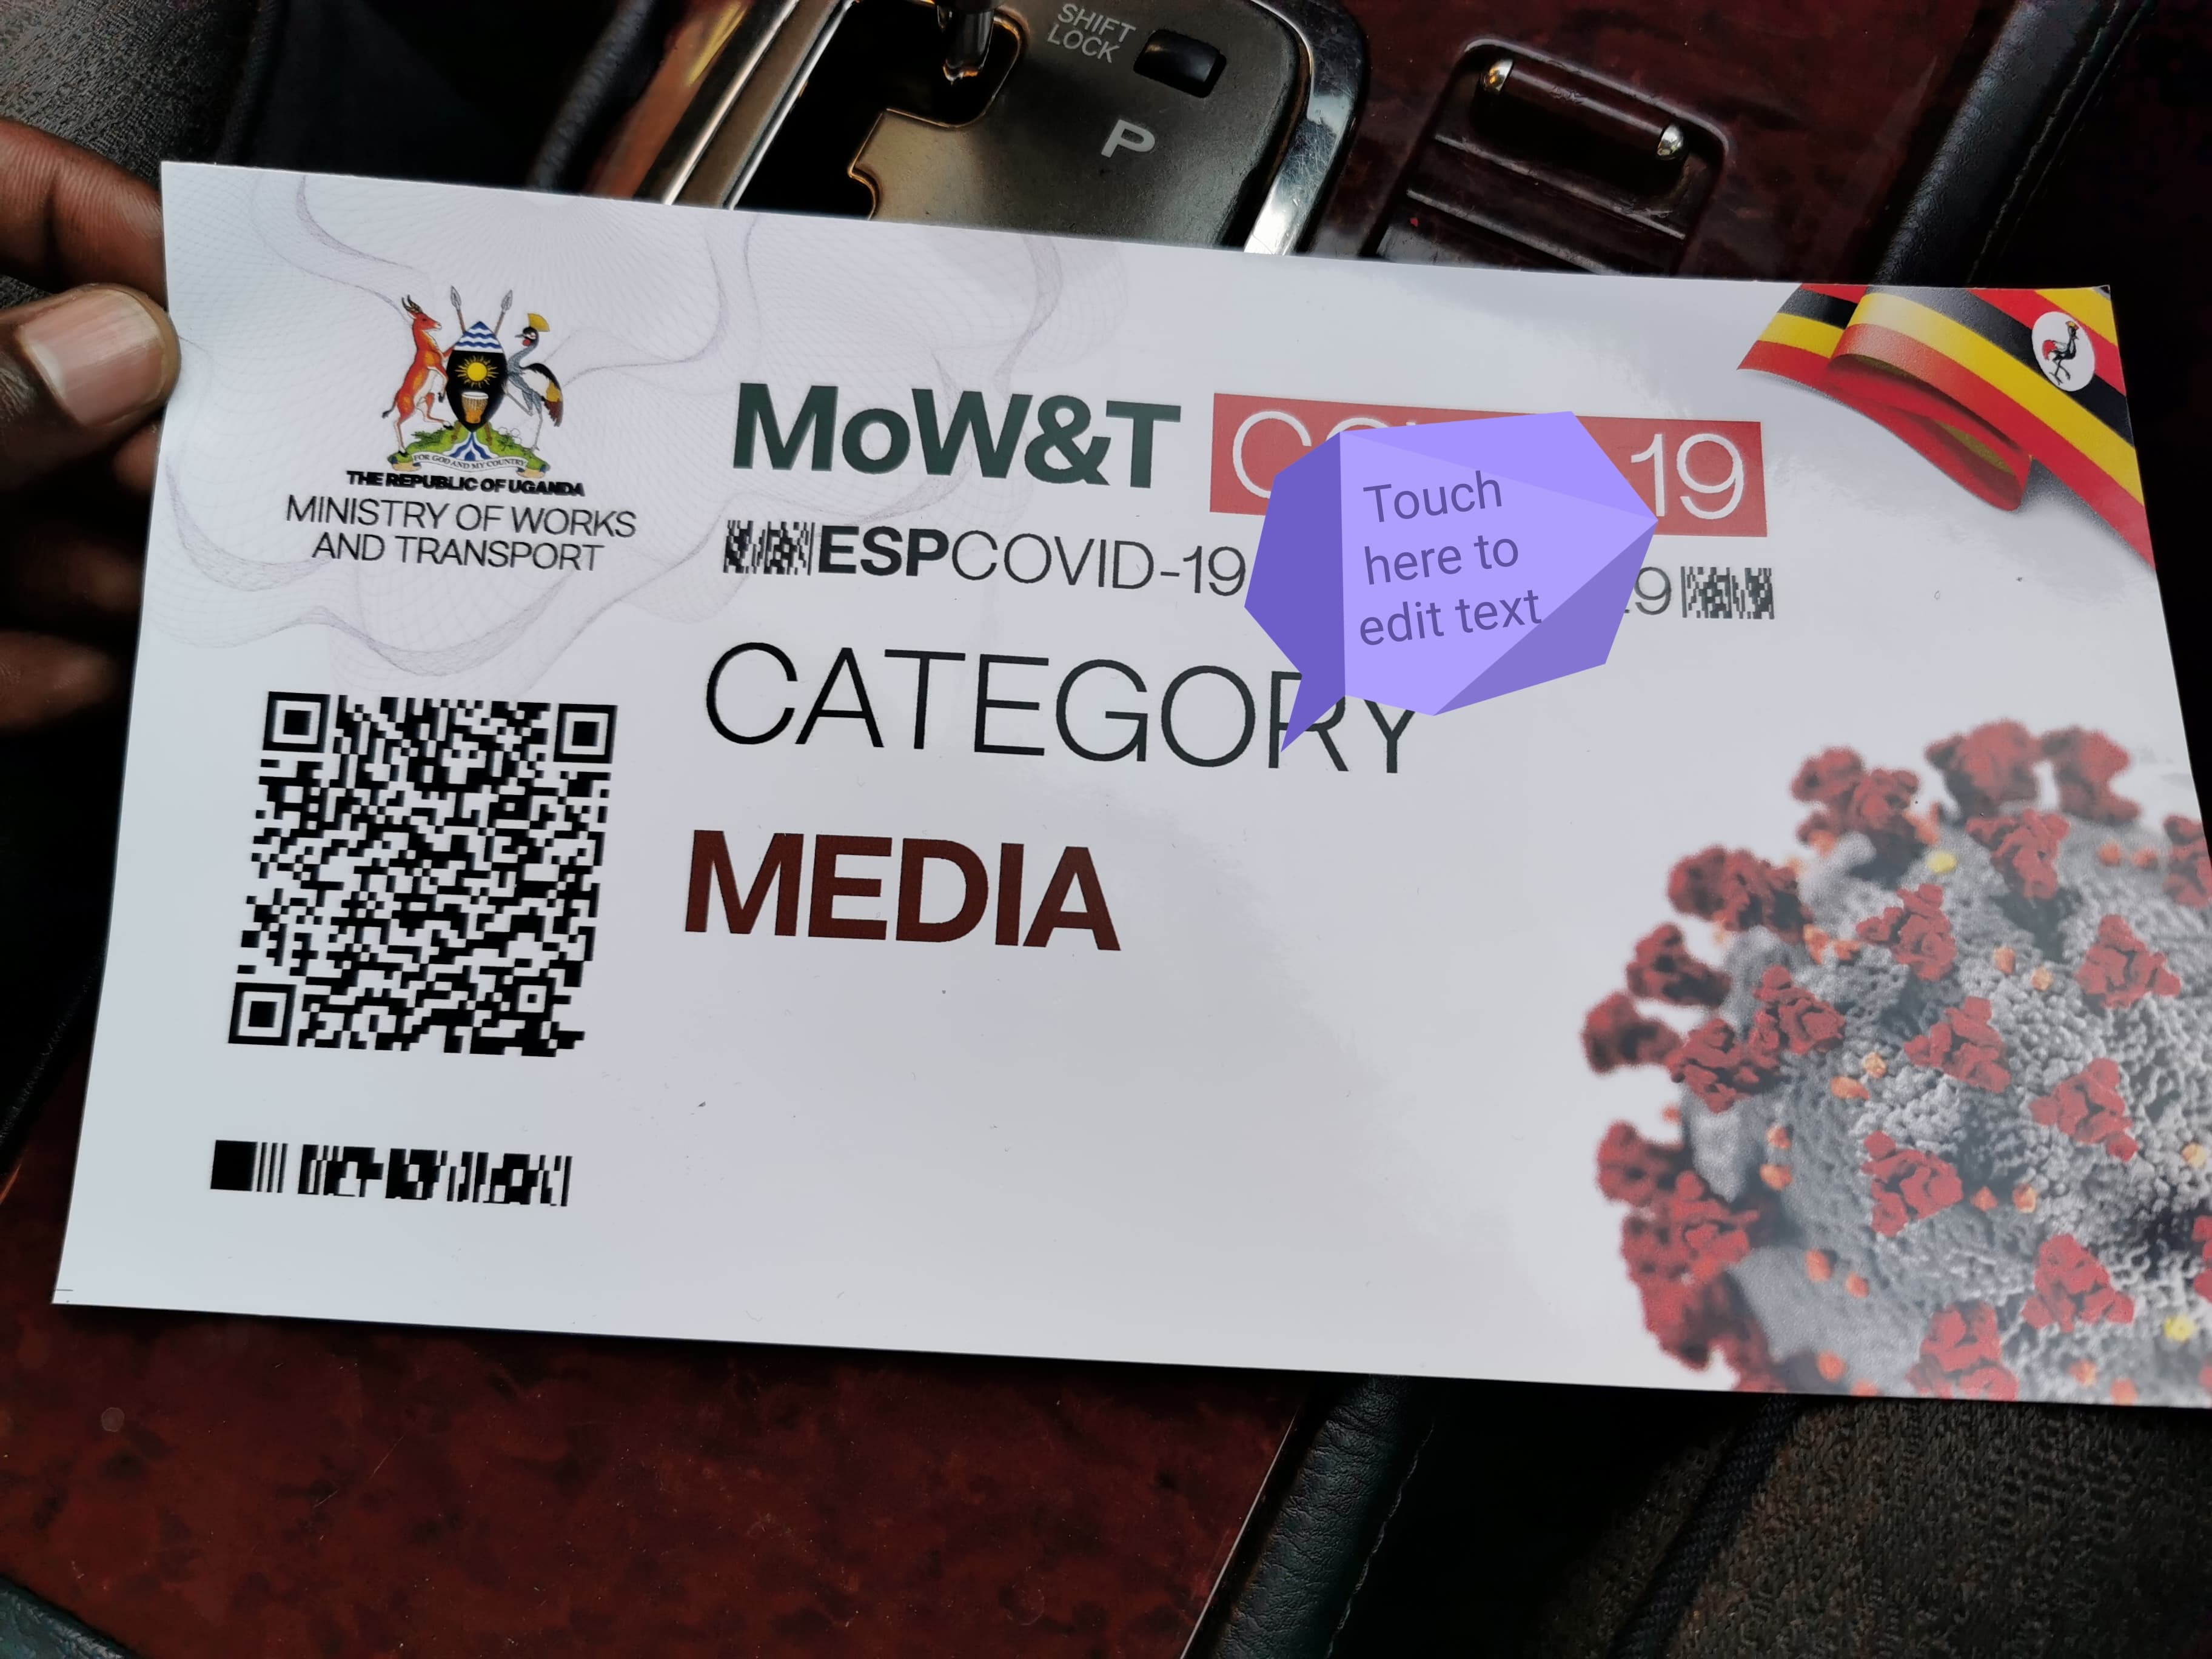 SHIFT
LOCK
P
FOR GOD AND MY COUNTRY
THE REPUBLIC OF UGANDA
MINISTRY OF WORKS
AND TRANSPORT
MoW&T -19
ESPCOVID-19
CATEGORY
MEDIA
Touch
here to
edit text